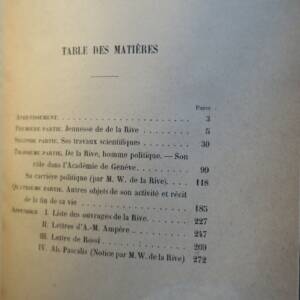 TABLE DES MATIÈRES
Pages
AVERTISSEMENT. 3
PREMIÈRE PARTIE. Jeunesse de de la Rive 5
SECONDE PARTIE. Ses travaux scientifiques 30
TROISIÈME PARTIE. De la Rive, homme politique. — Son
rôle dans l'Académie de Genève. 99
Sa carrière politique (par M. W. de la Rive). 118
QUATRIÈME PARTIE. Autres objets de son activité et récit
de la fin de sa vie 185
APPENDICE. I. Liste des ouvrages de la Rive. 227
II. Lettres d'A.-M. Ampère. 247
III. Lettre de Rossi 269
IV. Ab. Pascalis (Notice par M. W. de la Rive) 272